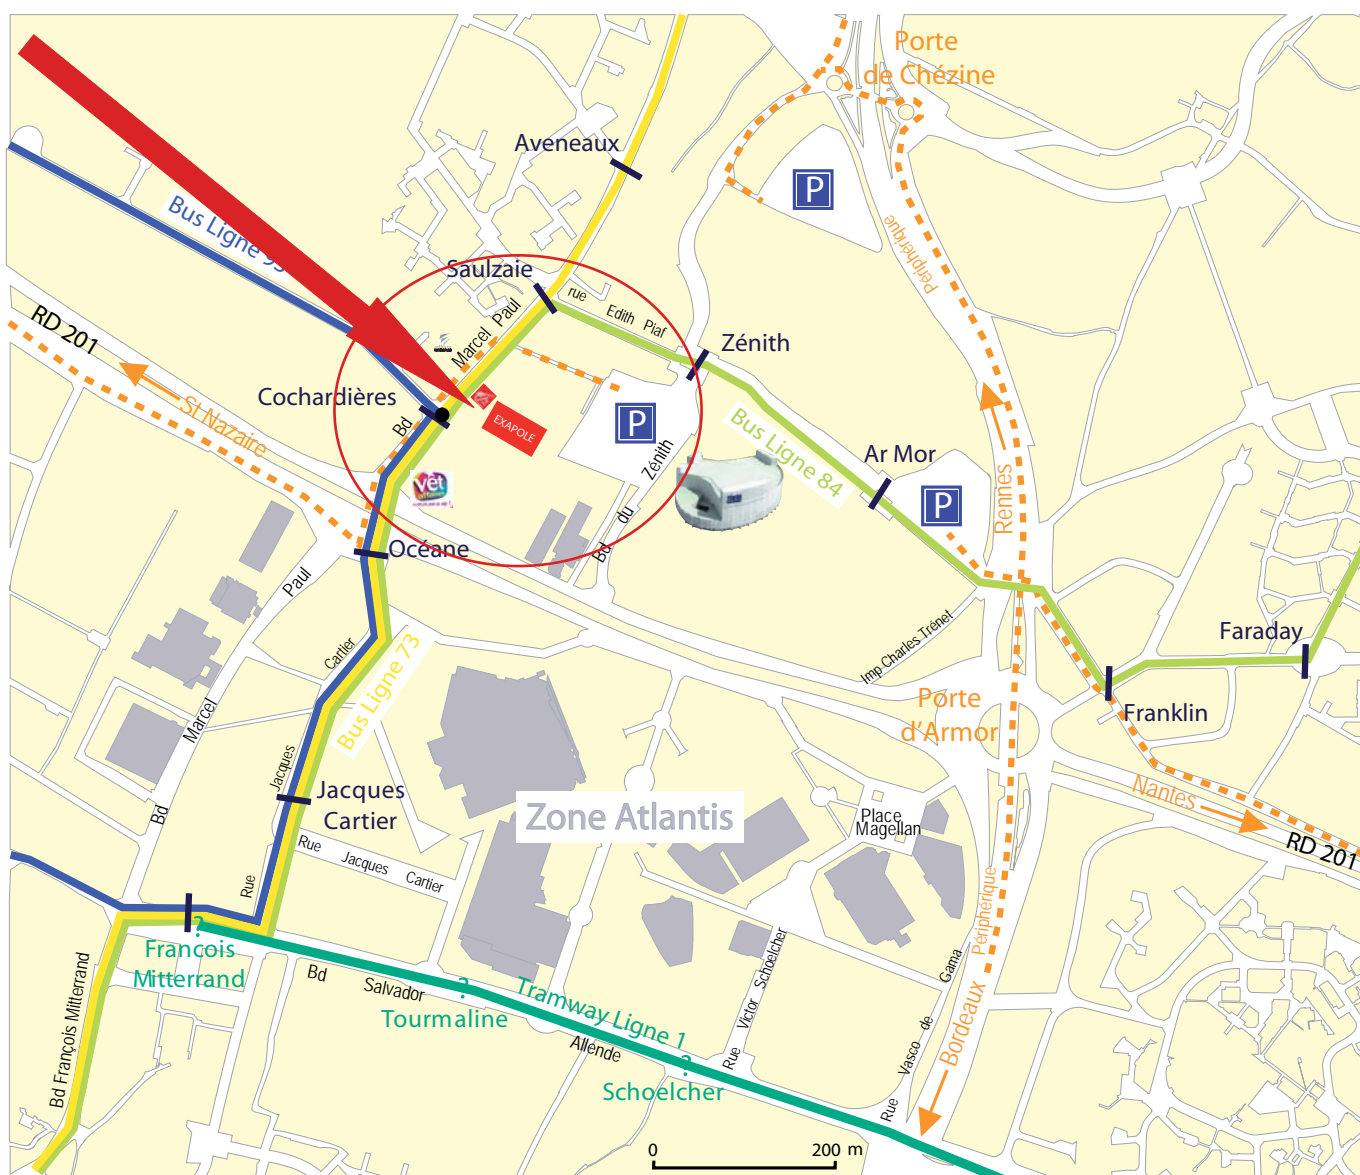 Porte
de Chézine
Aveneaux
P
Bus Ligne
Périphérique
Saulzaie
rue Edith Piaf
Marcel Paul
RD 201
Zénith
St Nazaire
Cochardières
Bd
EXAPOLE
P
Bus Ligne 84
Ar Mor
P
Rennes
vêt
Bd du Zénith
Océane
Paul
Imp Charles Trénet
Faraday
Cartier
Bus Ligne 73
Porte
d'Armor
Franklin
Marcel
Jacques
Jacques
Cartier
Nantes
RD 201
Zone Atlantis
Place
Magellan
Bd
Rue Jacques Cartier
Rue
?
Francois
Mitterrand
Bd Salvador Allende
?
Tourmaline
Tramway Ligne 1
?
Schoelcher
Rue Victor Schoelcher
Rue Vasco de Gama
Bordeaux Périphérique
Bd François Mitterrand
0 200 m